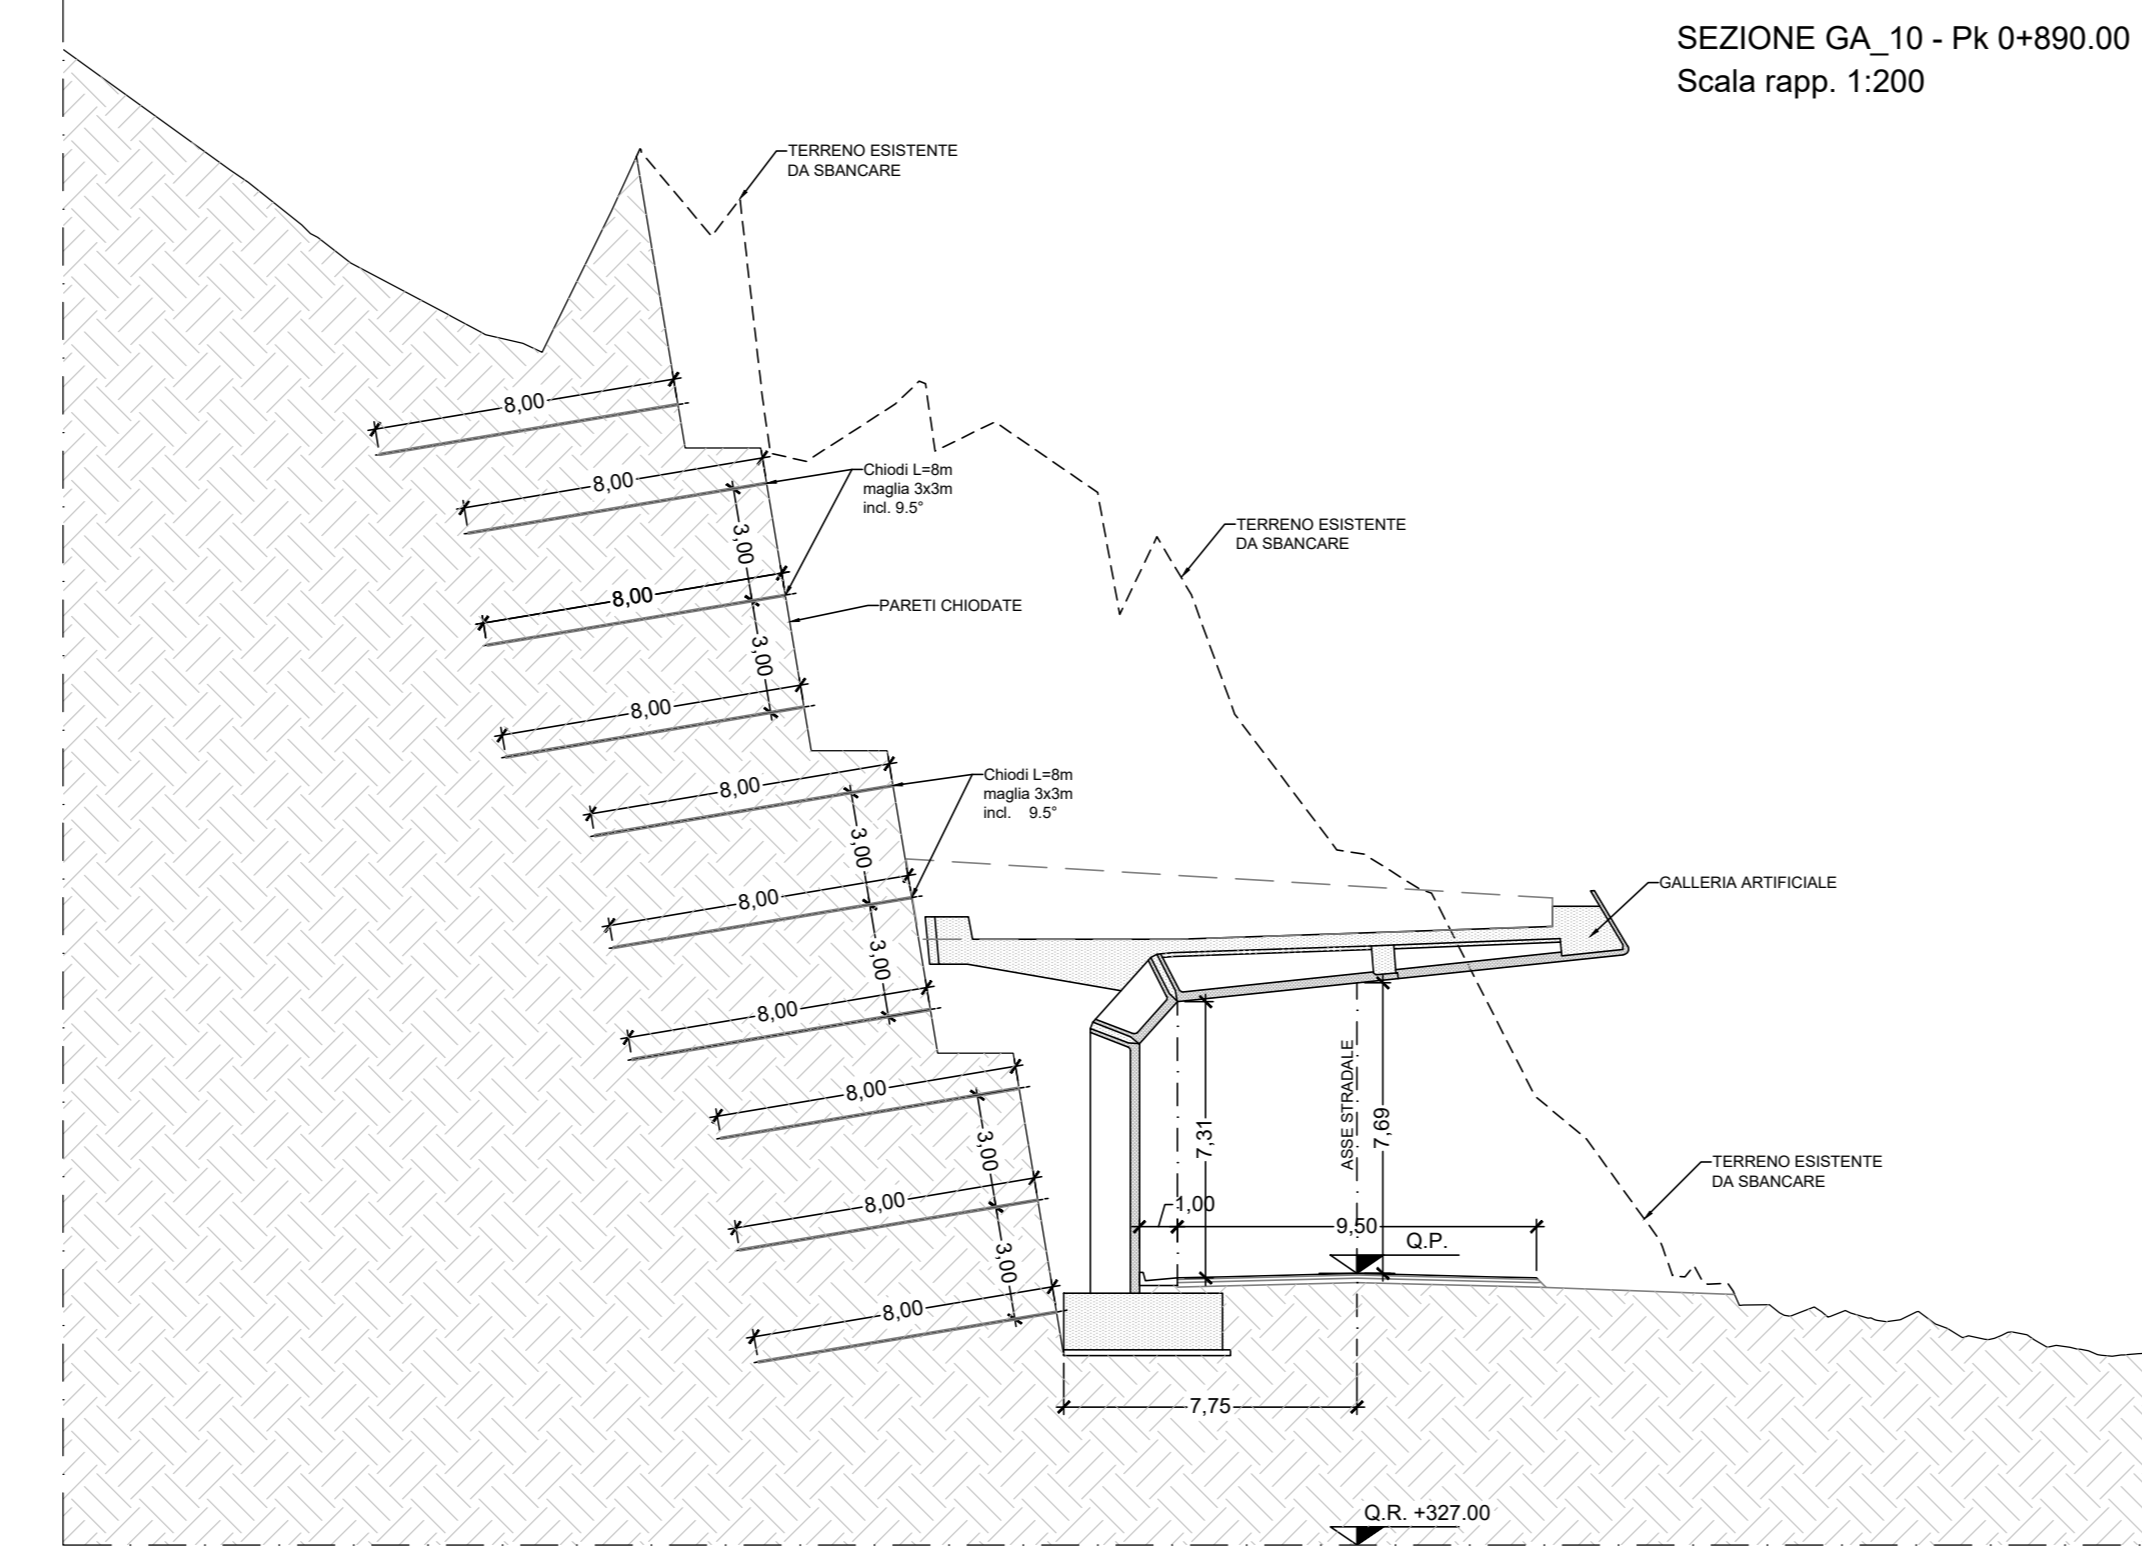 SEZIONE GA_10 - Pk 0+890.00
Scala rapp. 1:200
TERRENO ESISTENTE
DA SBANCARE
8,00
8,00
Chiodi L=8m
maglia 3x3m
incl. 9.5°
3,00
TERRENO ESISTENTE
DA SBANCARE
8,00
PARETI CHIODATE
3,00
8,00
8,00
Chiodi L=8m
maglia 3x3m
incl. 9.5°
3,00
GALLERIA ARTIFICIALE
8,00
3,00
8,00
8,00
3,00
7,31
ASSE STRADALE
7,69
TERRENO ESISTENTE
DA SBANCARE
8,00
1,00
9,50
Q.P.
3,00
8,00
7,75
Q.R. +327.00